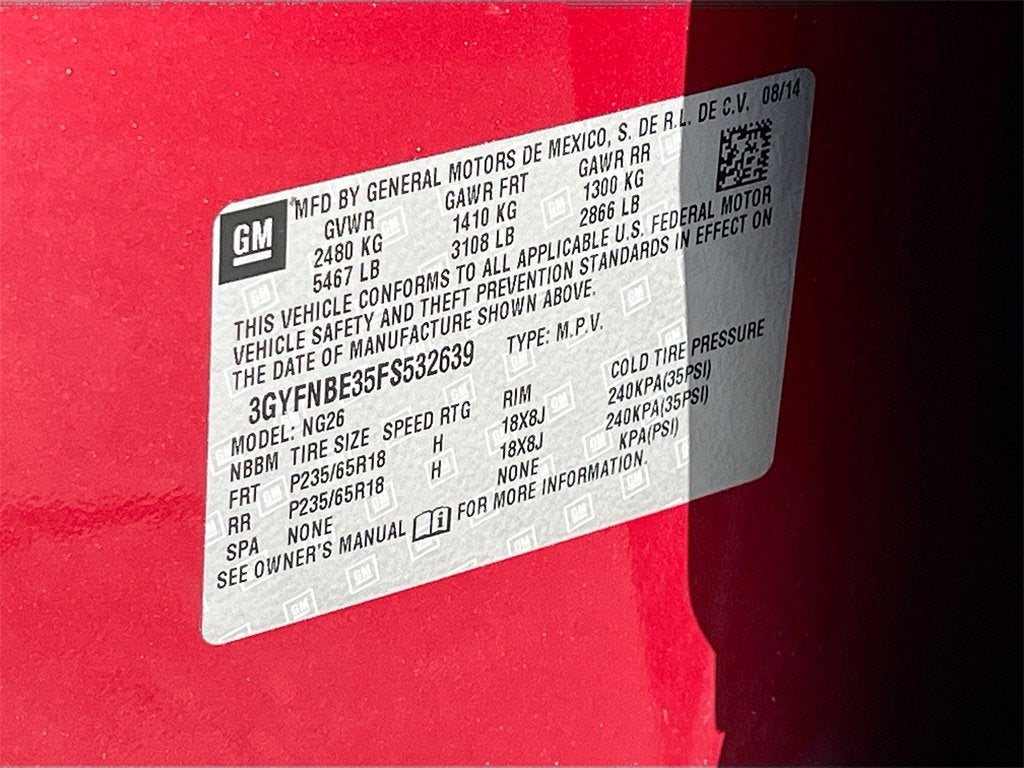 GM
MFD BY GENERAL MOTORS DE MEXICO, S. DE R.L. DE C.V. 08/14
GVWR GAWR FRT GAWR RR
2480 KG 1410 KG 1300 KG
5467 LB 3108 LB 2866 LB
THIS VEHICLE CONFORMS TO ALL APPLICABLE U.S. FEDERAL MOTOR
VEHICLE SAFETY AND THEFT PREVENTION STANDARDS IN EFFECT ON
THE DATE OF MANUFACTURE SHOWN ABOVE.
3GYFNBE35FS532639 TYPE: M.P.V.
MODEL: NG26
NBBM TIRE SIZE SPEED RTG RIM COLD TIRE PRESSURE
FRT P235/65R18 H 18X8J 240KPA(35PSI)
RR P235/65R18 H 18X8J 240KPA(35PSI)
SPA NONE NONE KPA(PSI)
SEE OWNER'S MANUAL FOR MORE INFORMATION.